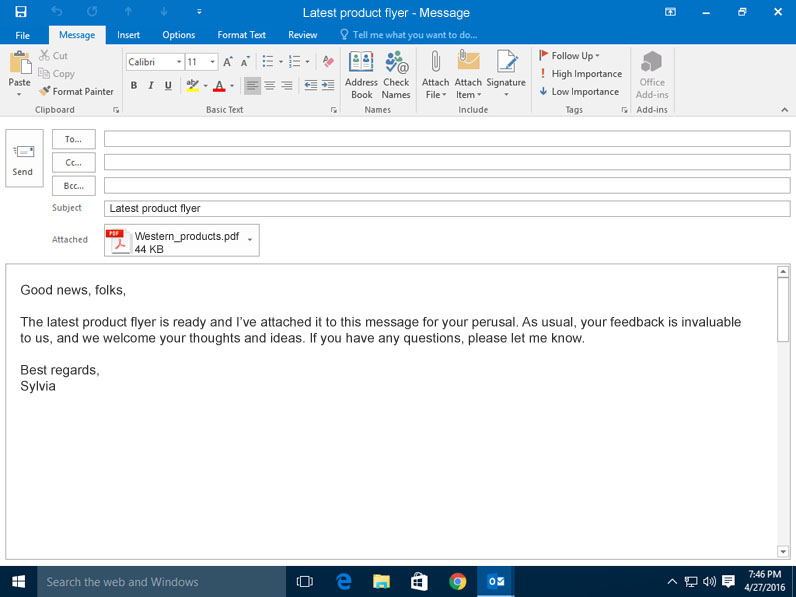 Latest product flyer - Message
File Message Insert Options Format Text Review Tell me what you want to do...
Paste
Cut
Copy
Format Painter
Clipboard
Calibri 11 A A
B I U aby A
Basic Text
Address Book
Check Names
Names
Attach File
Attach Item
Signature
Include
Follow Up
High Importance
Low Importance
Tags
Office Add-ins
Add-ins
Send
To...
Cc...
Bcc...
Subject Latest product flyer
Attached PDF Western_products.pdf
44 KB
Good news, folks,
The latest product flyer is ready and I've attached it to this message for your perusal. As usual, your feedback is invaluable
to us, and we welcome your thoughts and ideas. If you have any questions, please let me know.
Best regards,
Sylvia
Search the web and Windows
7:46 PM
4/27/2016